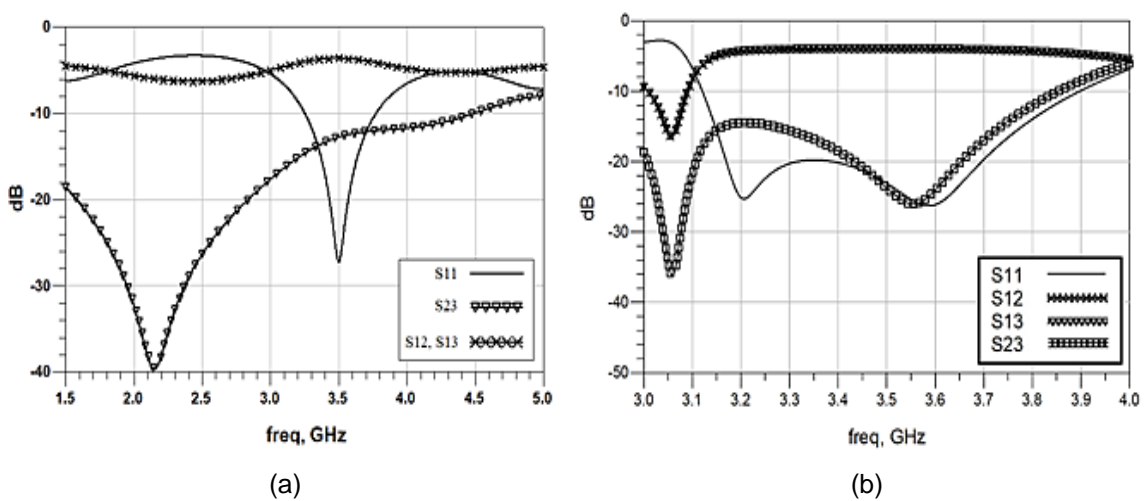 0
-10
-20
-30
-40
dB
1.5 2.0 2.5 3.0 3.5 4.0 4.5 5.0
freq, GHz
S11
S23
S12, S13
(a)
0
-10
-20
-30
-40
-50
dB
3.0 3.1 3.2 3.3 3.4 3.5 3.6 3.7 3.8 3.9 4.0
freq, GHz
S11
S12
S13
S23
(b)